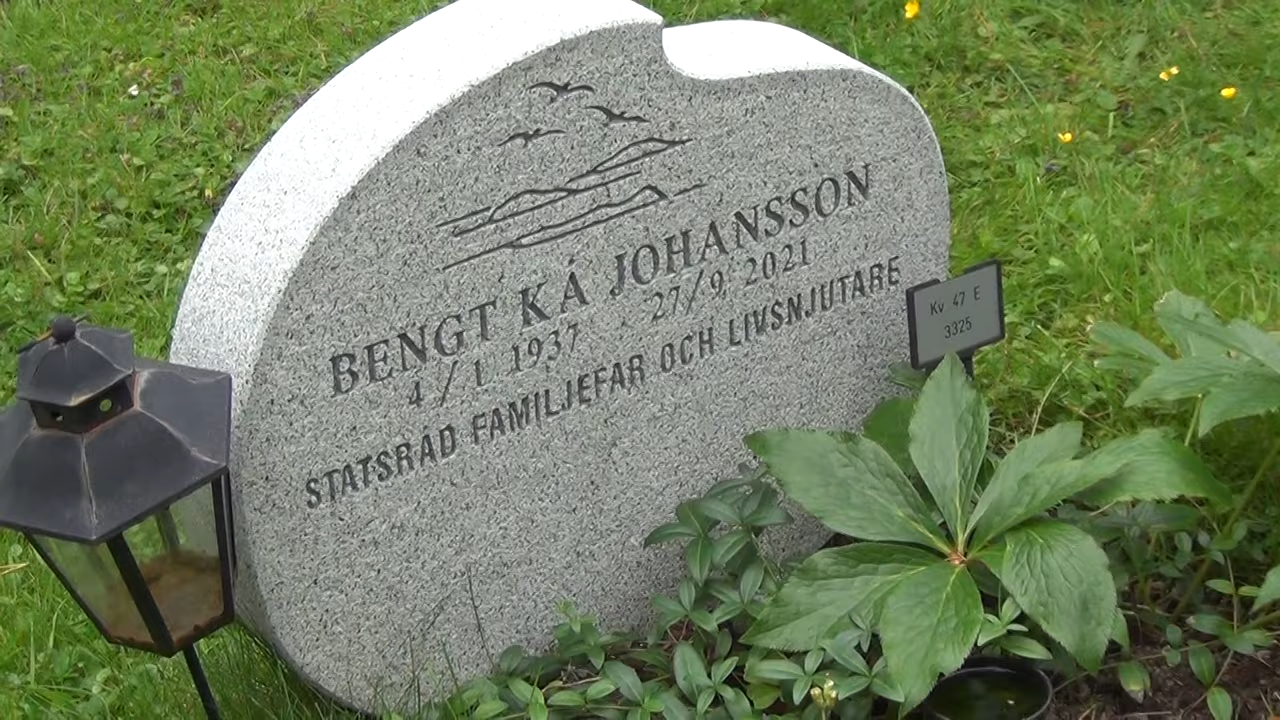 BENGT KÅ JOHANSSON
4/1 1937 - 27/9 2021
STATSRÅD FAMILJEFAR OCH LIVSNJUTARE
Kv 47 E
3325